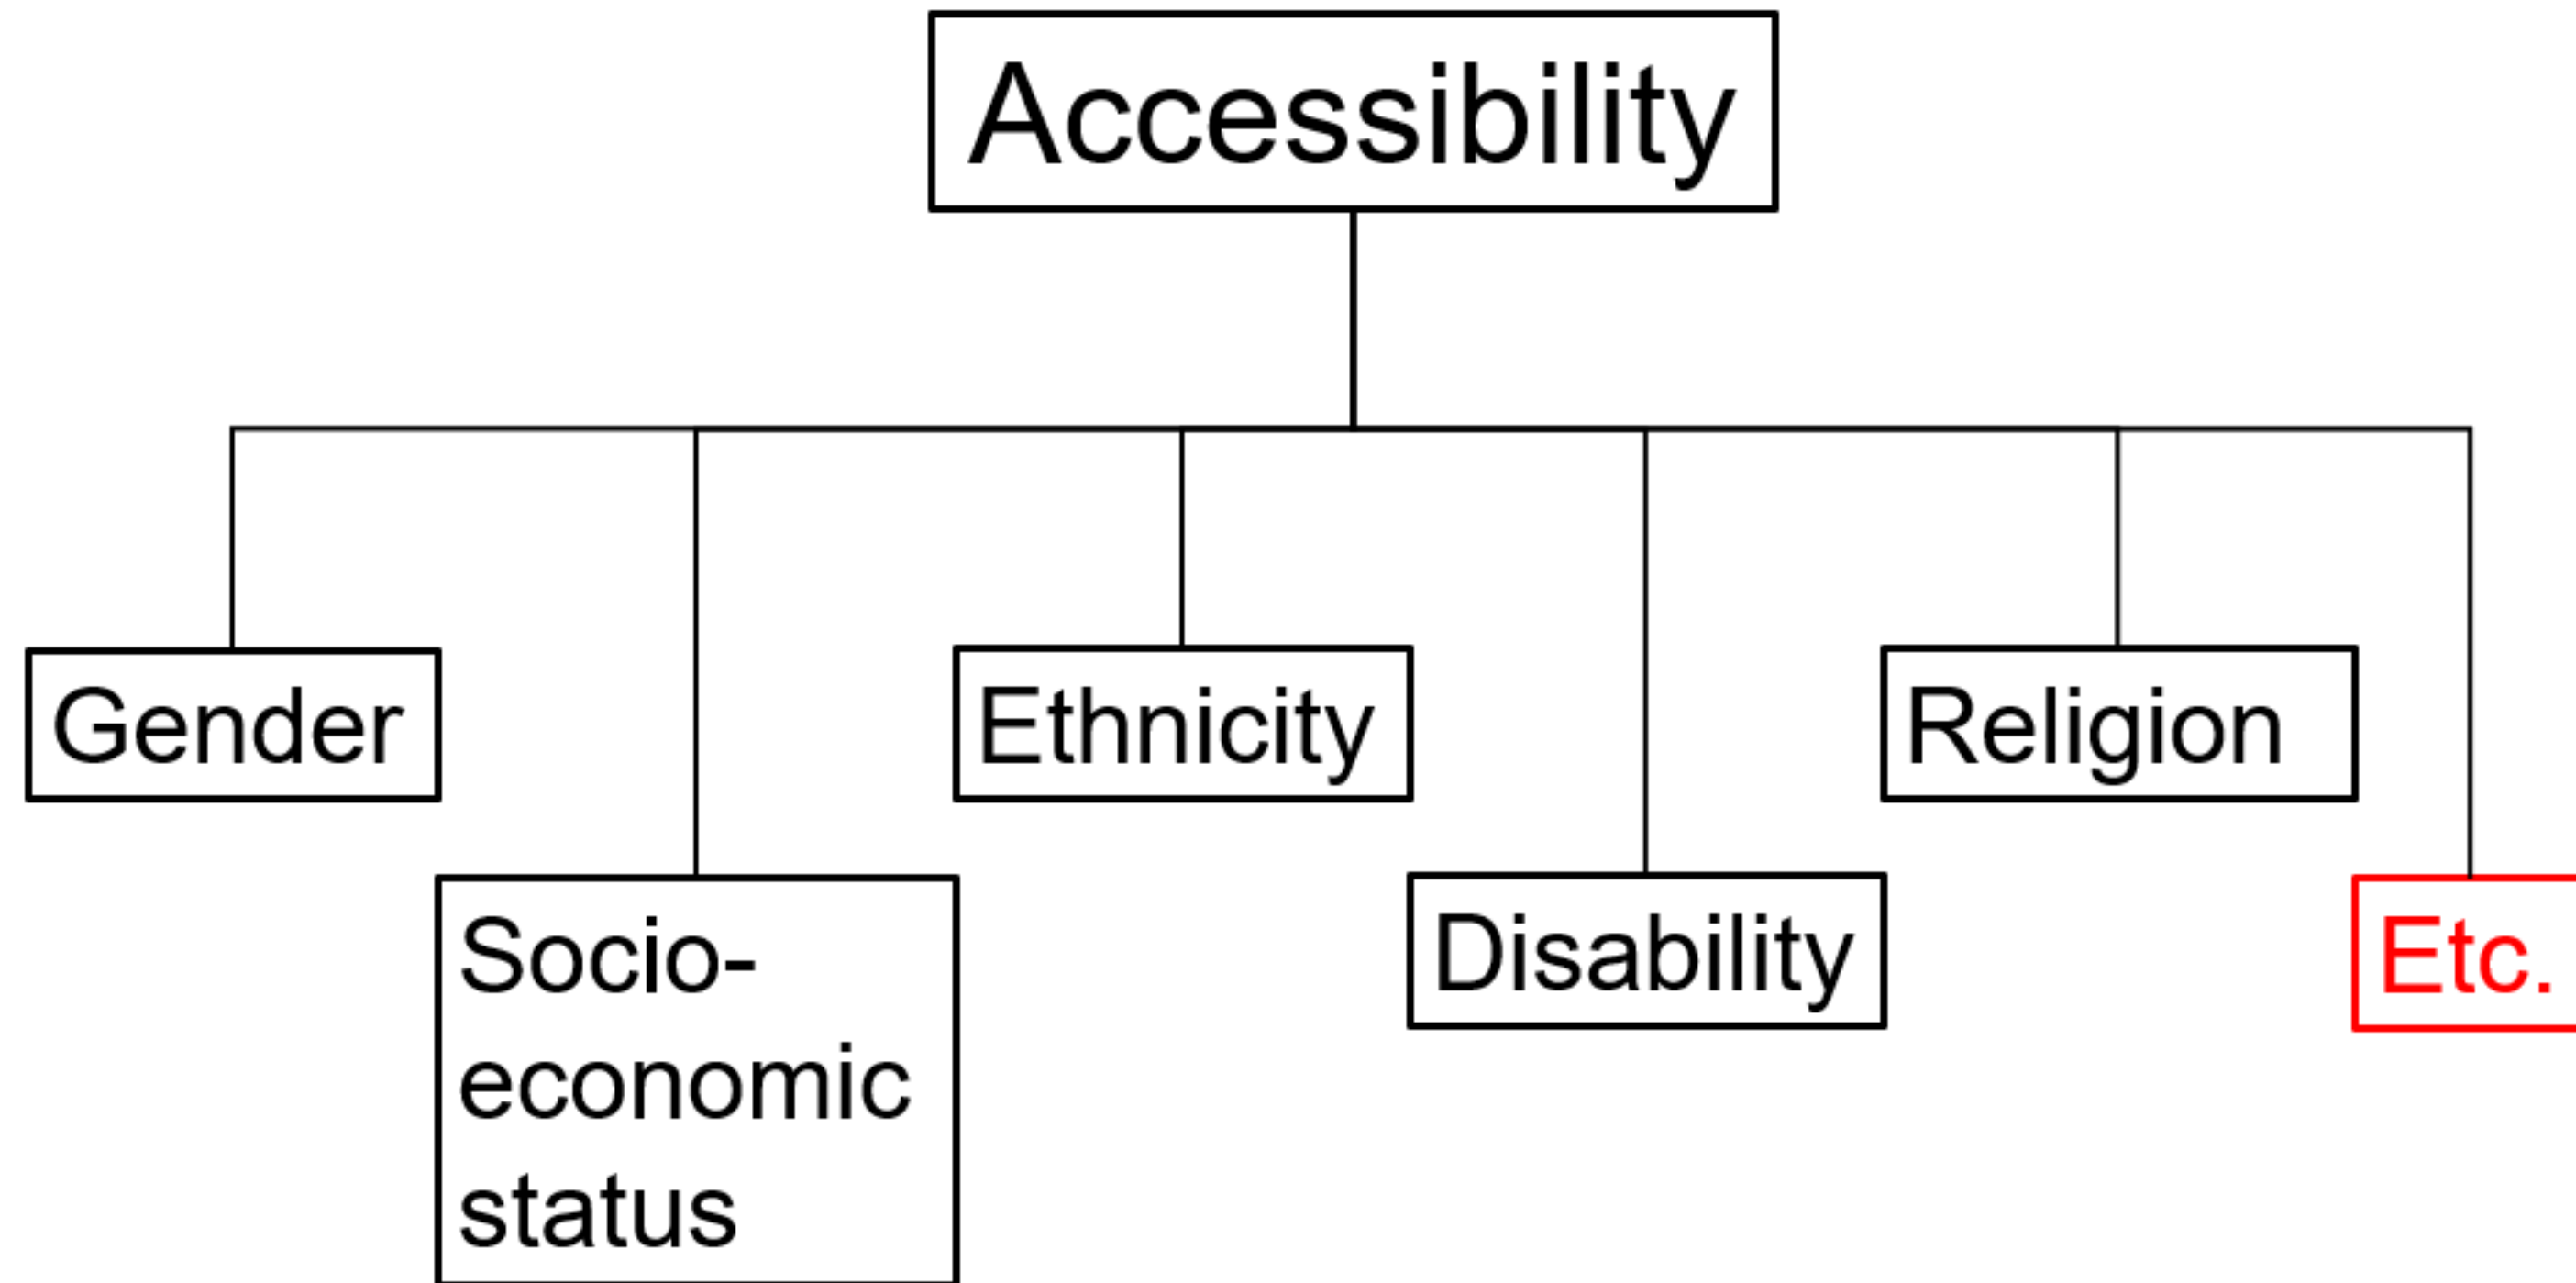 Accessibility
Gender
Ethnicity
Religion
Socio-
economic
status
Disability
Etc.